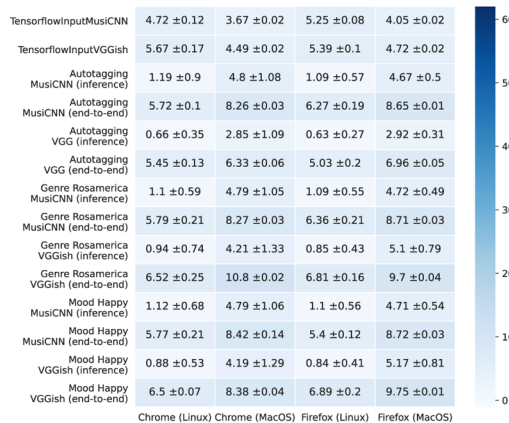 TensorflowInputMusiCNN 4.72 ±0.12 3.67 ±0.02 5.25 ±0.08 4.05 ±0.02
TensorflowInputVGGish 5.67 ±0.17 4.49 ±0.02 5.39 ±0.1 4.72 ±0.02
Autotagging
MusiCNN (inference) 1.19 ±0.9 4.8 ±1.08 1.09 ±0.57 4.67 ±0.5
Autotagging
MusiCNN (end-to-end) 5.72 ±0.1 8.26 ±0.03 6.27 ±0.19 8.65 ±0.01
Autotagging
VGG (inference) 0.66 ±0.35 2.85 ±1.09 0.63 ±0.27 2.92 ±0.31
Autotagging
VGG (end-to-end) 5.45 ±0.13 6.33 ±0.06 5.03 ±0.2 6.96 ±0.05
Genre Rosamerica
MusiCNN (inference) 1.1 ±0.59 4.79 ±1.05 1.09 ±0.55 4.72 ±0.49
Genre Rosamerica
MusiCNN (end-to-end) 5.79 ±0.21 8.27 ±0.03 6.36 ±0.21 8.71 ±0.03
Genre Rosamerica
VGGish (inference) 0.94 ±0.74 4.21 ±1.33 0.85 ±0.43 5.1 ±0.79
Genre Rosamerica
VGGish (end-to-end) 6.52 ±0.25 10.8 ±0.02 6.81 ±0.16 9.7 ±0.04
Mood Happy
MusiCNN (inference) 1.12 ±0.68 4.79 ±1.06 1.1 ±0.56 4.71 ±0.54
Mood Happy
MusiCNN (end-to-end) 5.77 ±0.21 8.42 ±0.14 5.4 ±0.12 8.72 ±0.03
Mood Happy
VGGish (inference) 0.88 ±0.53 4.19 ±1.29 0.84 ±0.41 5.17 ±0.81
Mood Happy
VGGish (end-to-end) 6.5 ±0.07 8.38 ±0.04 6.89 ±0.2 9.75 ±0.01
Chrome (Linux) Chrome (MacOS) Firefox (Linux) Firefox (MacOS)